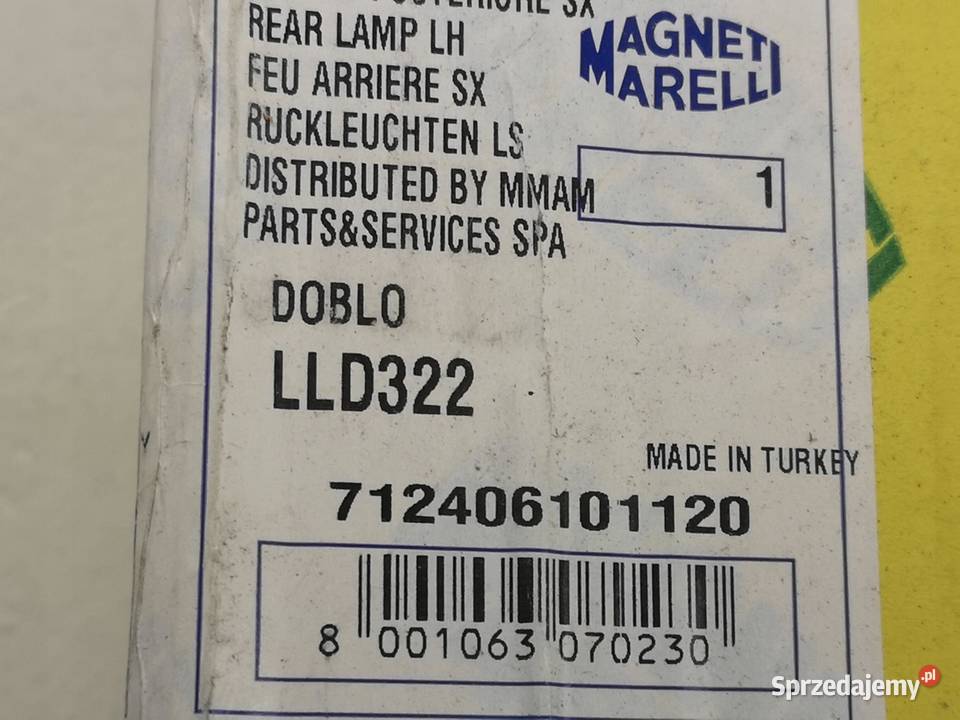 SX
REAR LAMP LH
FEU ARRIERE SX
RUCKLEUCHTEN LS
DISTRIBUTED BY MMAM
PARTS&SERVICES SPA
MAGNETI
MARELLI
1
DOBLO
LLD322
MADE IN TURKEY
712406101120
8 001063 070230
Sprzedajemy.pl